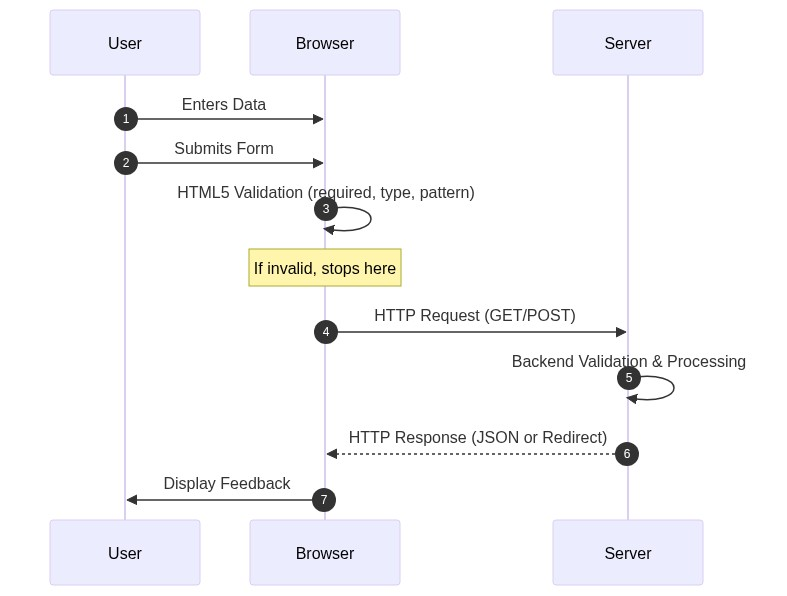 User
Browser
Server
Enters Data
1
Submits Form
2
HTML5 Validation (required, type, pattern)
3
If invalid, stops here
HTTP Request (GET/POST)
4
Backend Validation & Processing
5
HTTP Response (JSON or Redirect)
6
Display Feedback
7
User
Browser
Server